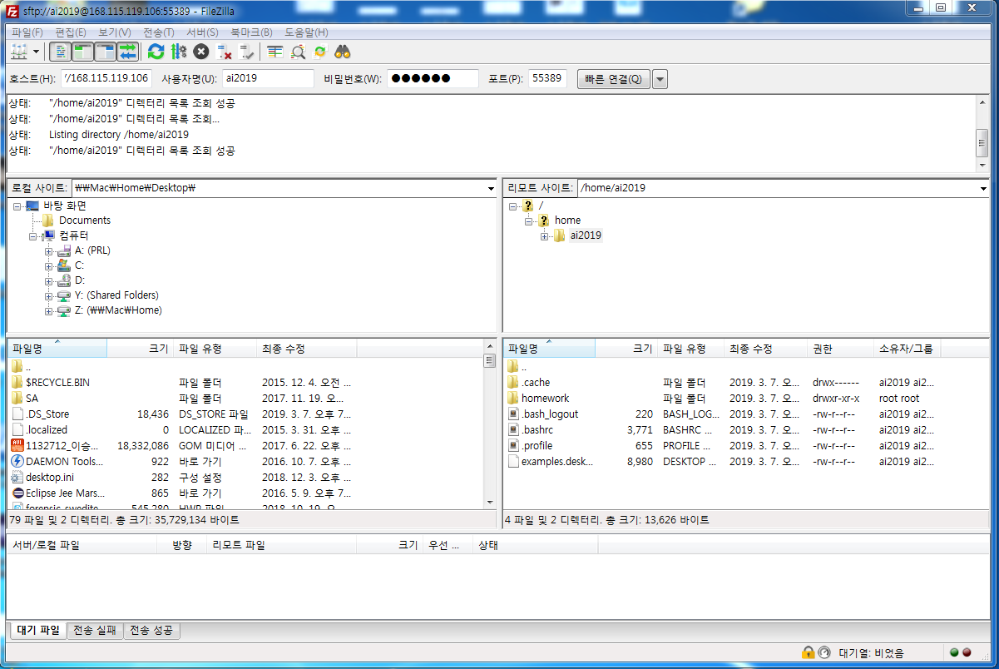 sftp://ai2019@168.115.119.106:55389 - FileZilla
파일(F) 편집(E) 보기(V) 전송(T) 서버(S) 북마크(B) 도움말(H)
호스트(H): '/168.115.119.106 사용자명(U): ai2019 비밀번호(W): ●●●●●● 포트(P): 55389 빠른 연결(Q)
상태: "/home/ai2019" 디렉터리 목록 조회 성공
상태: "/home/ai2019" 디렉터리 목록 조회...
상태: Listing directory /home/ai2019
상태: "/home/ai2019" 디렉터리 목록 조회 성공
로컬 사이트: ₩₩Mac₩Home₩Desktop₩
바탕 화면
Documents
컴퓨터
A: (PRL)
C:
D:
Y: (Shared Folders)
Z: (₩₩Mac₩Home)
리모트 사이트: /home/ai2019
/
home
ai2019
파일명 크기 파일 유형 최종 수정
..
$RECYCLE.BIN 파일 폴더 2015. 12. 4. 오전 ...
SA 파일 폴더 2017. 11. 19. 오...
.DS_Store 18,436 DS_STORE 파일 2019. 3. 7. 오후 7...
.localized 0 LOCALIZED 파... 2015. 3. 31. 오후 ...
1132712_이승... 18,332,086 GOM 미디어 ... 2017. 6. 22. 오후 ...
DAEMON Tools... 922 바로 가기 2016. 10. 7. 오후 ...
desktop.ini 282 구성 설정 2018. 12. 3. 오후 ...
Eclipse Jee Mars... 865 바로 가기 2016. 5. 9. 오후 7...
forensic_swedite 545,280 HWP 파일 2018. 10. 19. 오
79 파일 및 2 디렉터리. 총 크기: 35,729,134 바이트
파일명 크기 파일 유형 최종 수정 권한 소유자/그룹
..
.cache 파일 폴더 2019. 3. 7. 오... drwx------ ai2019 ai2...
homework 파일 폴더 2019. 3. 7. 오... drwxr-xr-x root root
.bash_logout 220 BASH_LOG... 2019. 3. 7. 오... -rw-r--r-- ai2019 ai2...
.bashrc 3,771 BASHRC ... 2019. 3. 7. 오... -rw-r--r-- ai2019 ai2...
.profile 655 PROFILE ... 2019. 3. 7. 오... -rw-r--r-- ai2019 ai2...
examples.desk... 8,980 DESKTOP ... 2019. 3. 7. 오... -rw-r--r-- ai2019 ai2...
4 파일 및 2 디렉터리. 총 크기: 13,626 바이트
서버/로컬 파일 방향 리모트 파일 크기 우선 ... 상태
대기 파일 전송 실패 전송 성공
대기열: 비었음